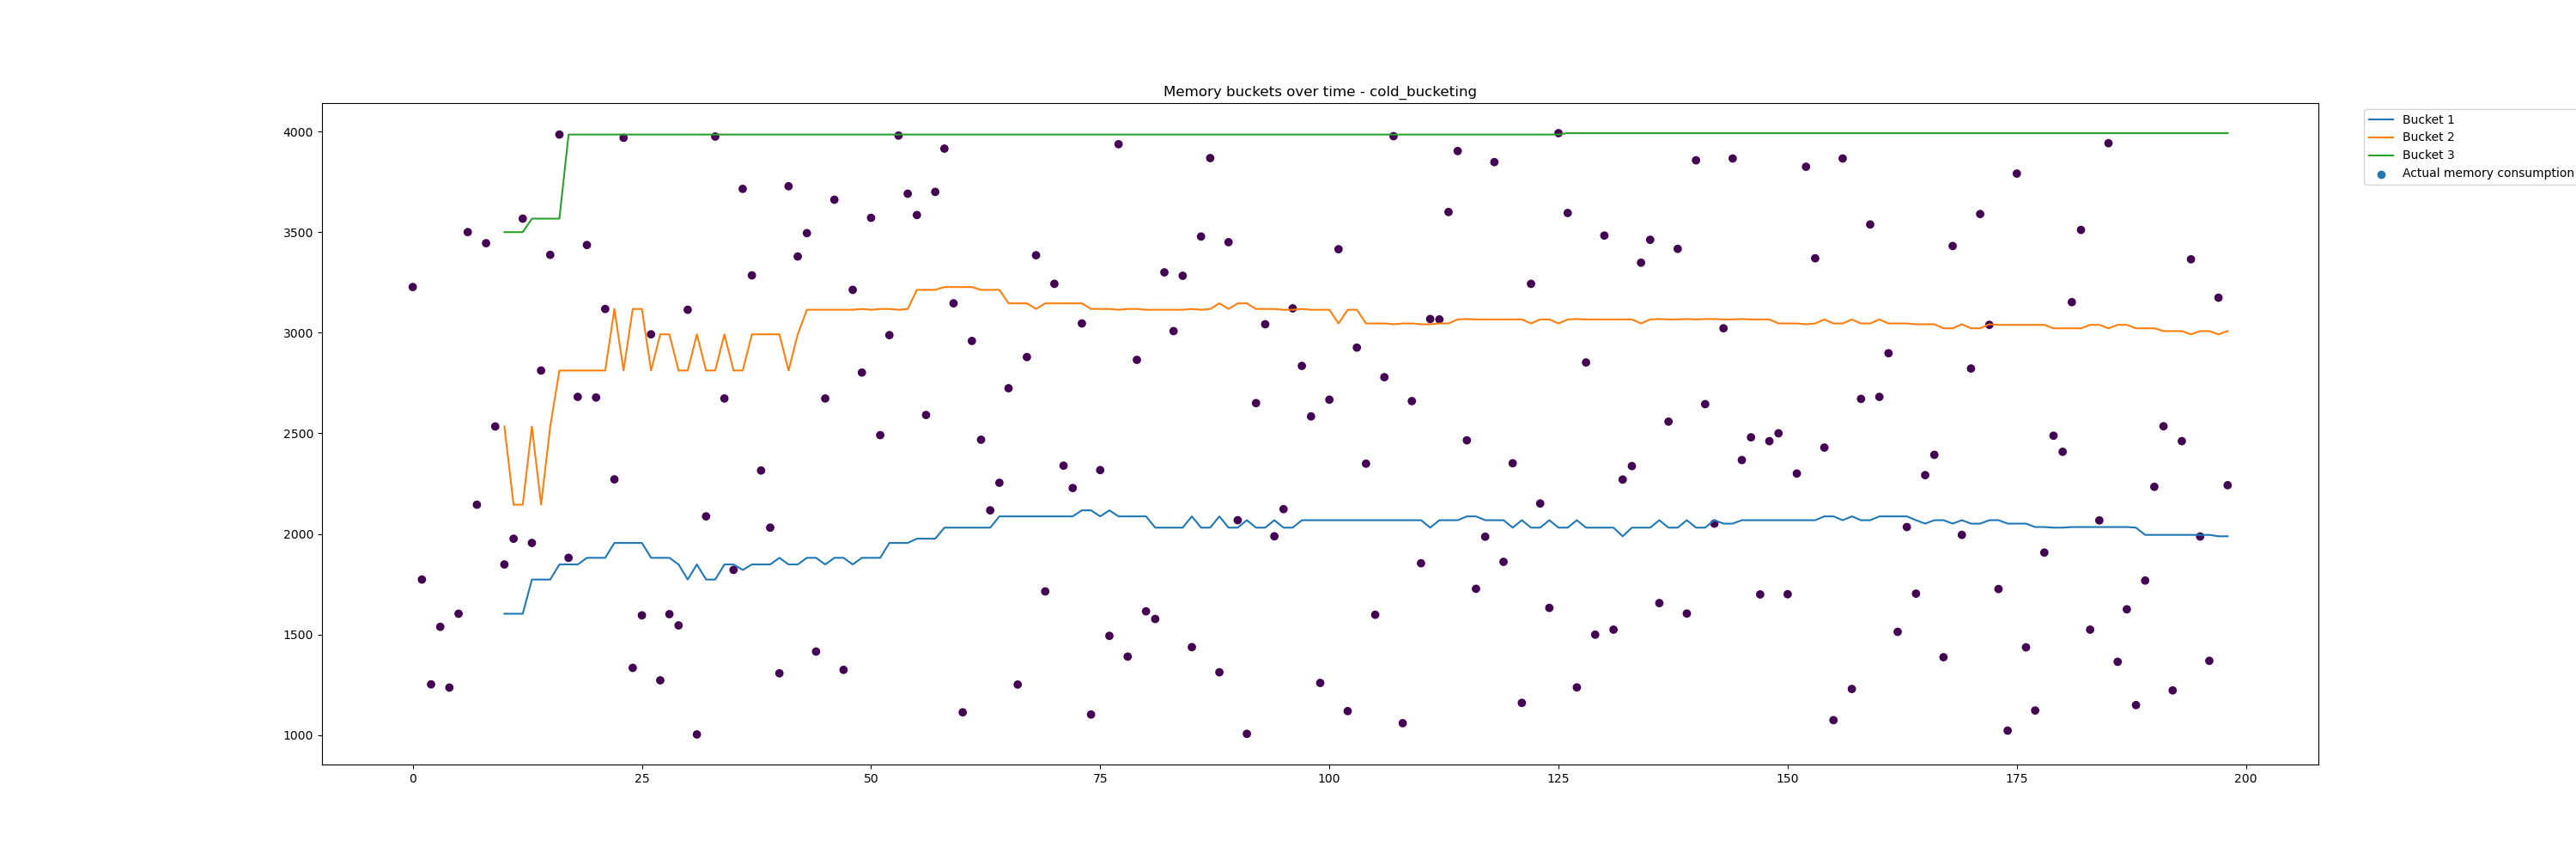 Memory buckets over time - cold_bucketing
4000
3500
3000
2500
2000
1500
1000
0 25 50 75 100 125 150 175 200
Bucket 1
Bucket 2
Bucket 3
Actual memory consumption